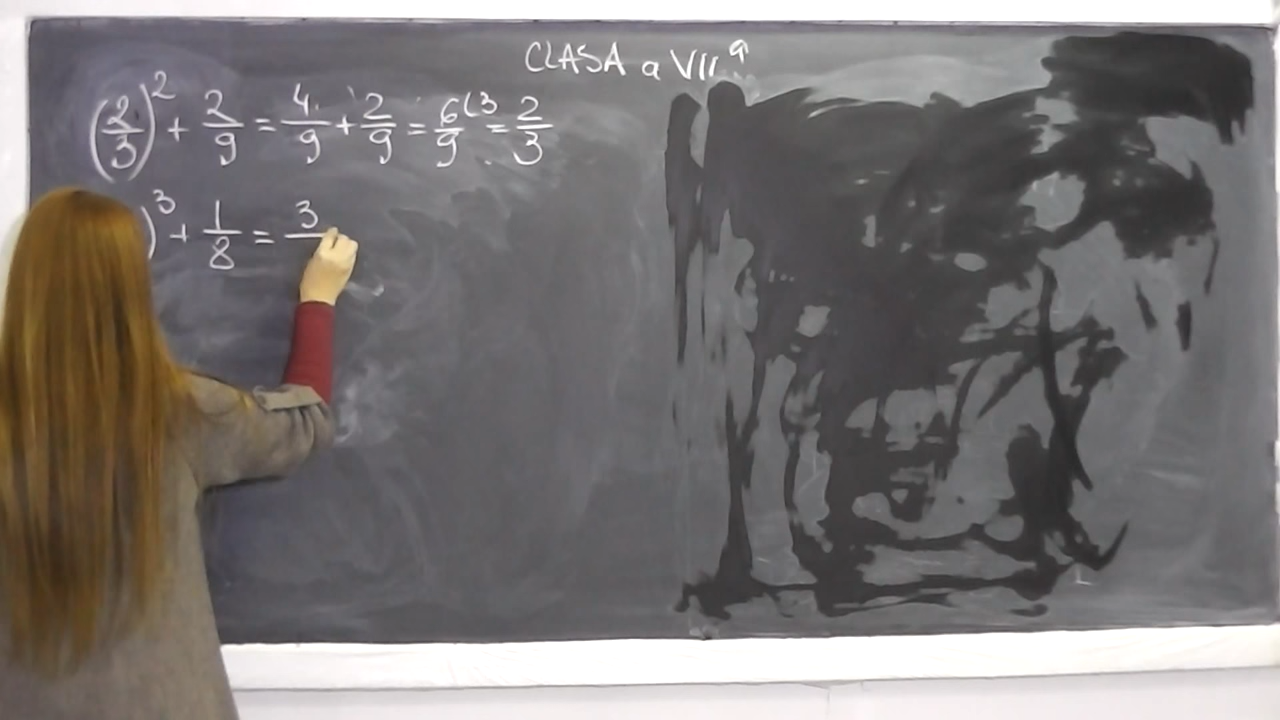 CLASA a VII a
(2/3)² + 2/9 = 4/9 + 2/9 = 6/9 (3 = 2/3
)³ + 1/8 = 3